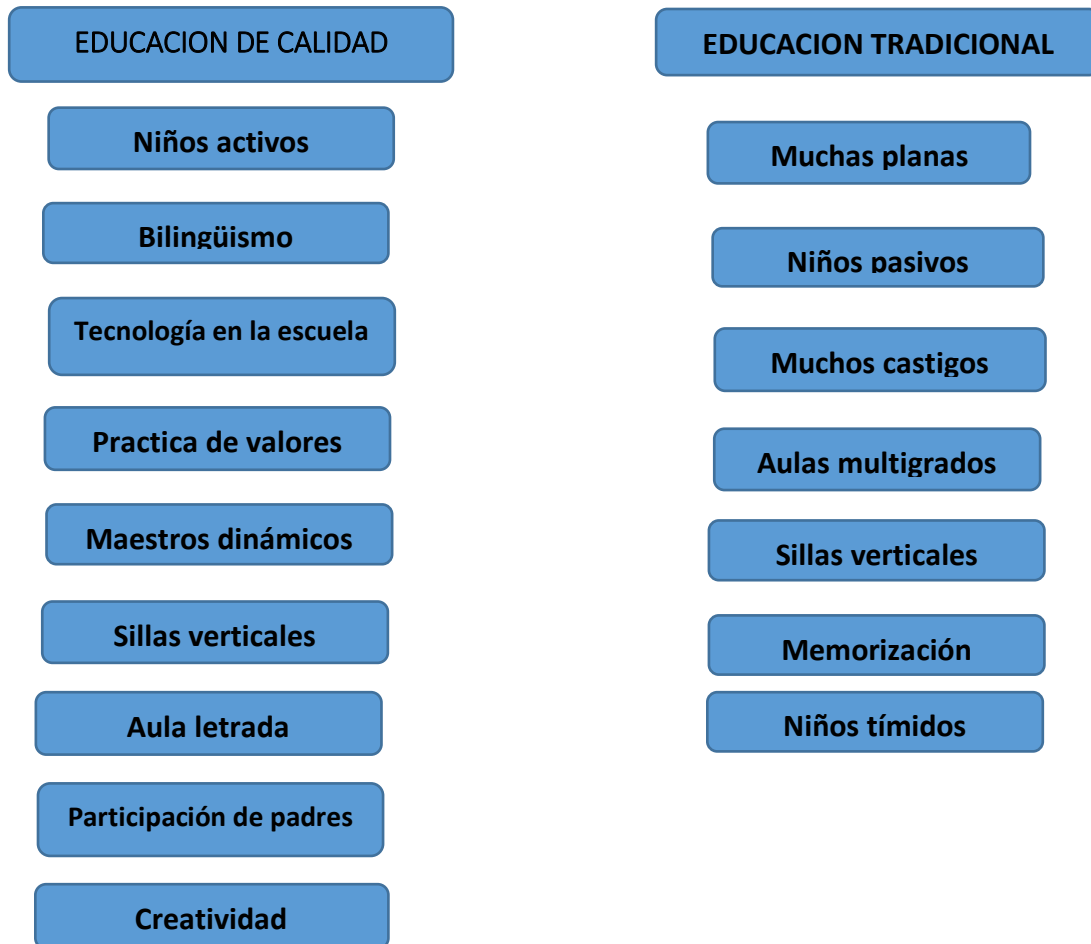 EDUCACION DE CALIDAD
Niños activos
Bilingüismo
Tecnología en la escuela
Practica de valores
Maestros dinámicos
Sillas verticales
Aula letrada
Participación de padres
Creatividad
EDUCACION TRADICIONAL
Muchas planas
Niños pasivos
Muchos castigos
Aulas multigrados
Sillas verticales
Memorización
Niños tímidos